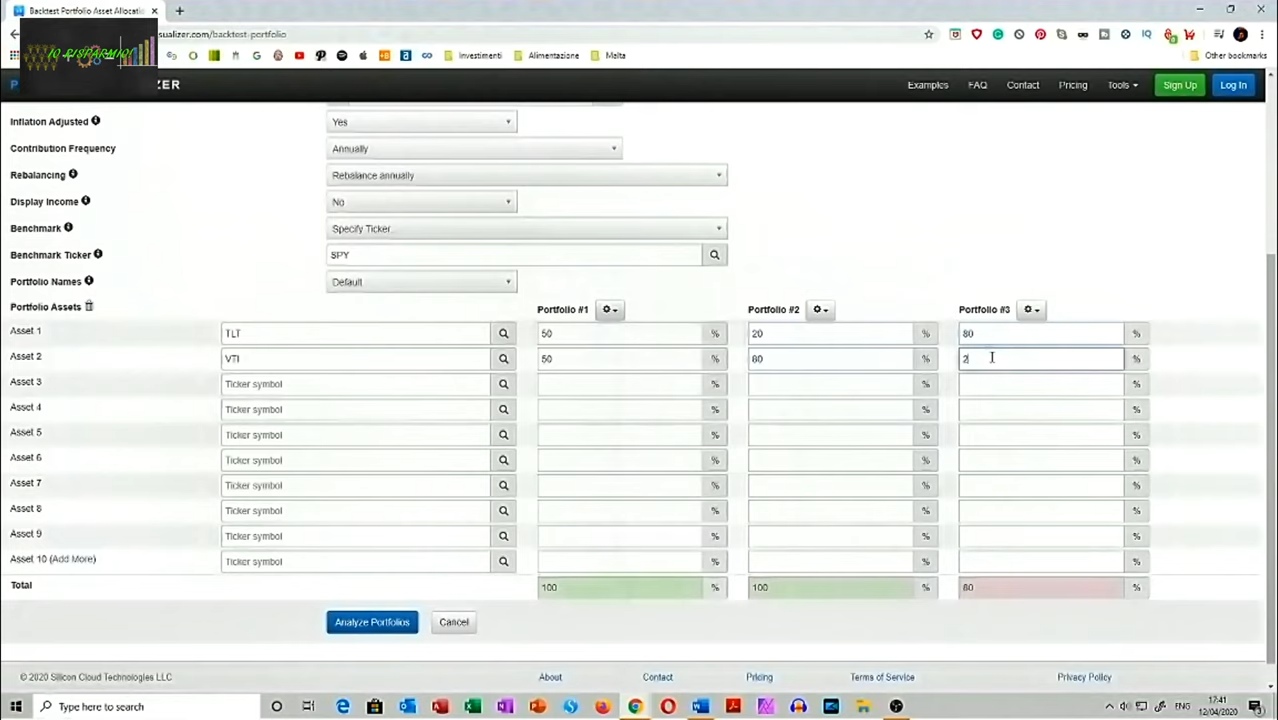 Backtest Portfolio Asset Allocatio
sualizer.com/backtest-portfolio
IO RISPARMIO!
Investimenti
Alimentazione
Malta
Other bookmarks
P ZER
Examples
FAQ
Contact
Pricing
Tools
Sign Up
Log In
Inflation Adjusted
Yes
Contribution Frequency
Annually
Rebalancing
Rebalance annually
Display Income
No
Benchmark
Specify Ticker...
Benchmark Ticker
SPY
Portfolio Names
Default
Portfolio Assets
Portfolio #1
Portfolio #2
Portfolio #3
Asset 1 TLT 50 % 20 % 80 %
Asset 2 VTI 50 % 80 % 2 %
Asset 3 Ticker symbol % % %
Asset 4 Ticker symbol % % %
Asset 5 Ticker symbol % % %
Asset 6 Ticker symbol % % %
Asset 7 Ticker symbol % % %
Asset 8 Ticker symbol % % %
Asset 9 Ticker symbol % % %
Asset 10 (Add More) Ticker symbol % % %
Total 100 % 100 % 80 %
Analyze Portfolios
Cancel
© 2020 Silicon Cloud Technologies LLC
About
Contact
Pricing
Terms of Service
Privacy Policy
Type here to search
ENG
17:41
12/04/2020